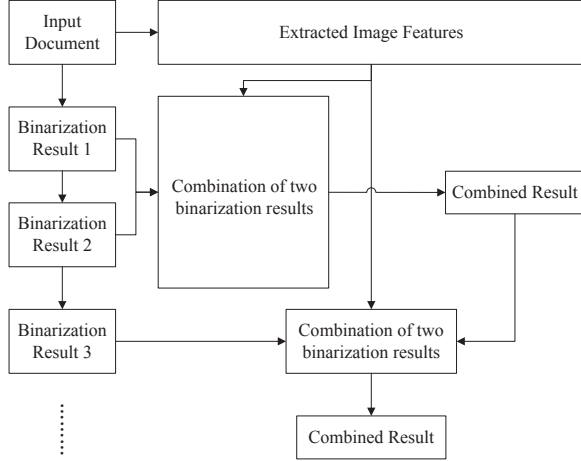 Input
Document
Extracted Image Features
Binarization
Result 1
Combination of two
binarization results
Combined Result
Binarization
Result 2
Binarization
Result 3
Combination of two
binarization results
Combined Result